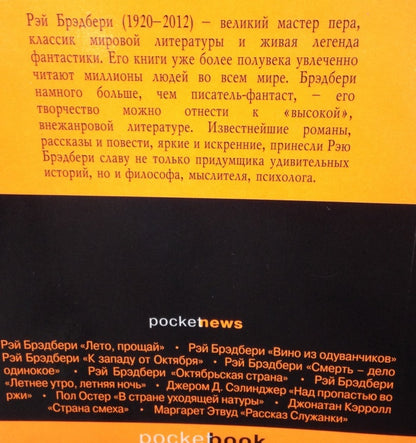 Рэй Брэдбери (1920–2012) – великий мастер пера,
классик мировой литературы и живая легенда
фантастики. Его книги уже более полувека увлеченно
читают миллионы людей во всем мире. Брэдбери
намного больше, чем писатель-фантаст, – его
творчество можно отнести к «высокой»,
внежанровой литературе. Известнейшие романы,
рассказы и повести, яркие и искренние, принесли Рэю
Брэдбери славу не только придумщика удивительных
историй, но и философа, мыслителя, психолога.
pocketnews
Рэй Брэдбери «Лето, прощай» • Рэй Брэдбери «Вино из одуванчиков»
Рэй Брэдбери «К западу от Октября» • Рэй Брэдбери «Смерть – дело
одинокое» • Рэй Брэдбери «Октябрьская страна» • Рэй Брэдбери
«Летнее утро, летняя ночь» • Джером Д. Сэлинджер «Над пропастью во
ржи» • Пол Остер «В стране уходящей натуры» • Джонатан Кэрролл
«Страна смеха» • Маргарет Этвуд «Рассказ Служанки»
pocketbook